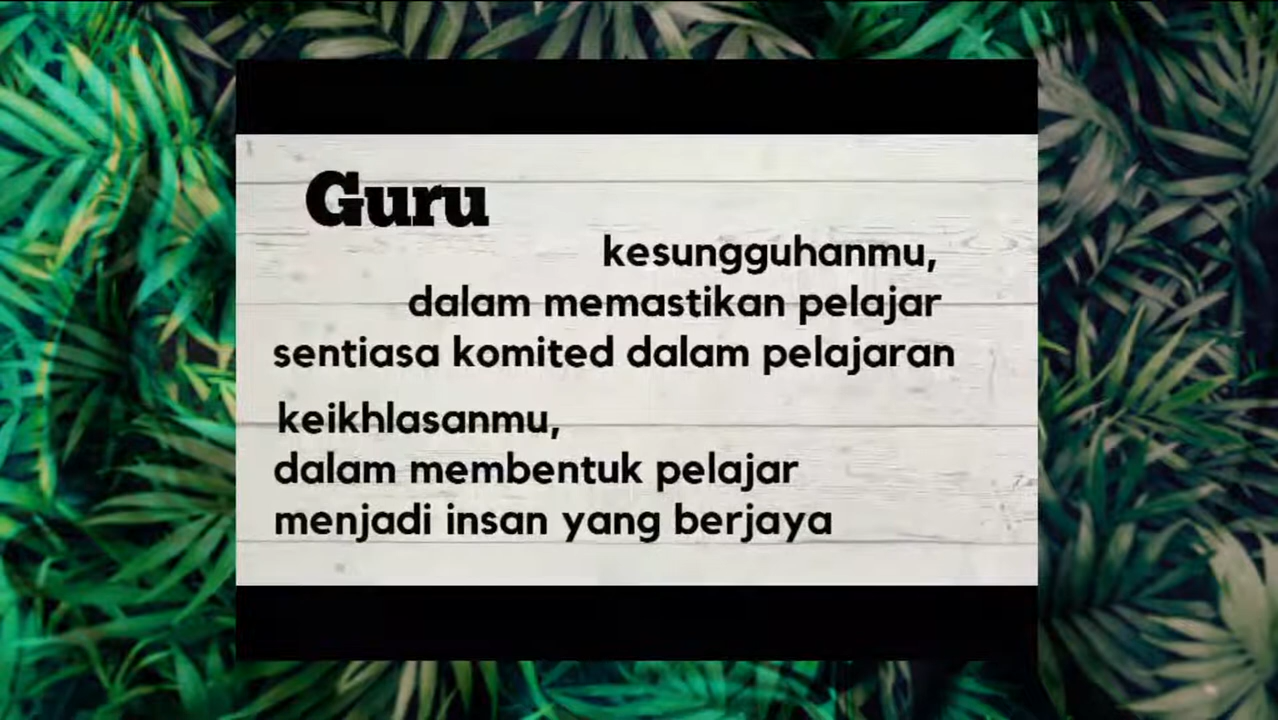 Guru
kesungguhanmu,
dalam memastikan pelajar
sentiasa komited dalam pelajaran
keikhlasanmu,
dalam membentuk pelajar
menjadi insan yang berjaya